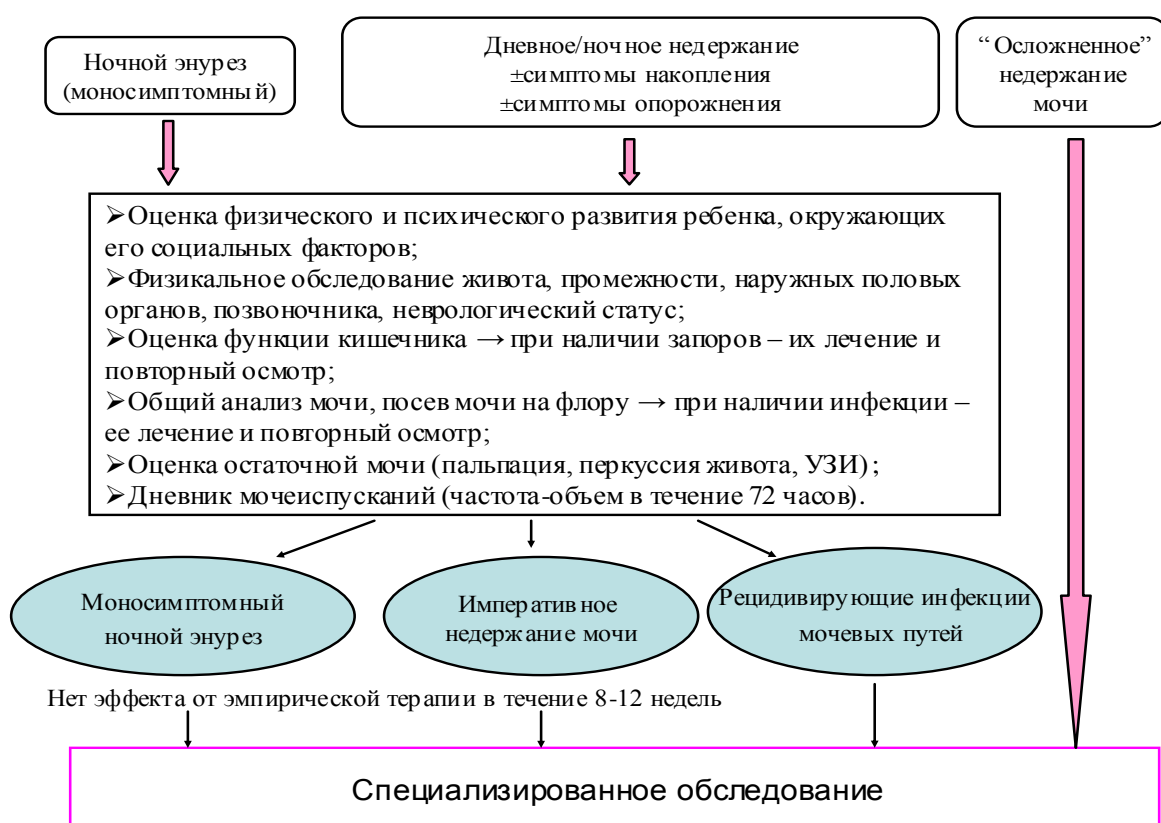 Ночной энурез
(моносимптомный)
Дневное/ночное недержание
±симптомы накопления
±симптомы опорожнения
“Осложненное”
недержание
мочи
➢Оценка физического и психического развития ребенка, окружающих
его социальных факторов;
➢Физикальное обследование живота, промежности, наружных половых
органов, позвоночника, неврологический статус;
➢Оценка функции кишечника → при наличии запоров – их лечение и
повторный осмотр;
➢Общий анализ мочи, посев мочи на флору → при наличии инфекции –
ее лечение и повторный осмотр;
➢Оценка остаточной мочи (пальпация, перкуссия живота, УЗИ);
➢Дневник мочеиспусканий (частота-объем в течение 72 часов).
Моносимптомный
ночной энурез
Императивное
недержание мочи
Рецидивирующие инфекции
мочевых путей
Нет эффекта от эмпирической терапии в течение 8-12 недель
Специализированное обследование